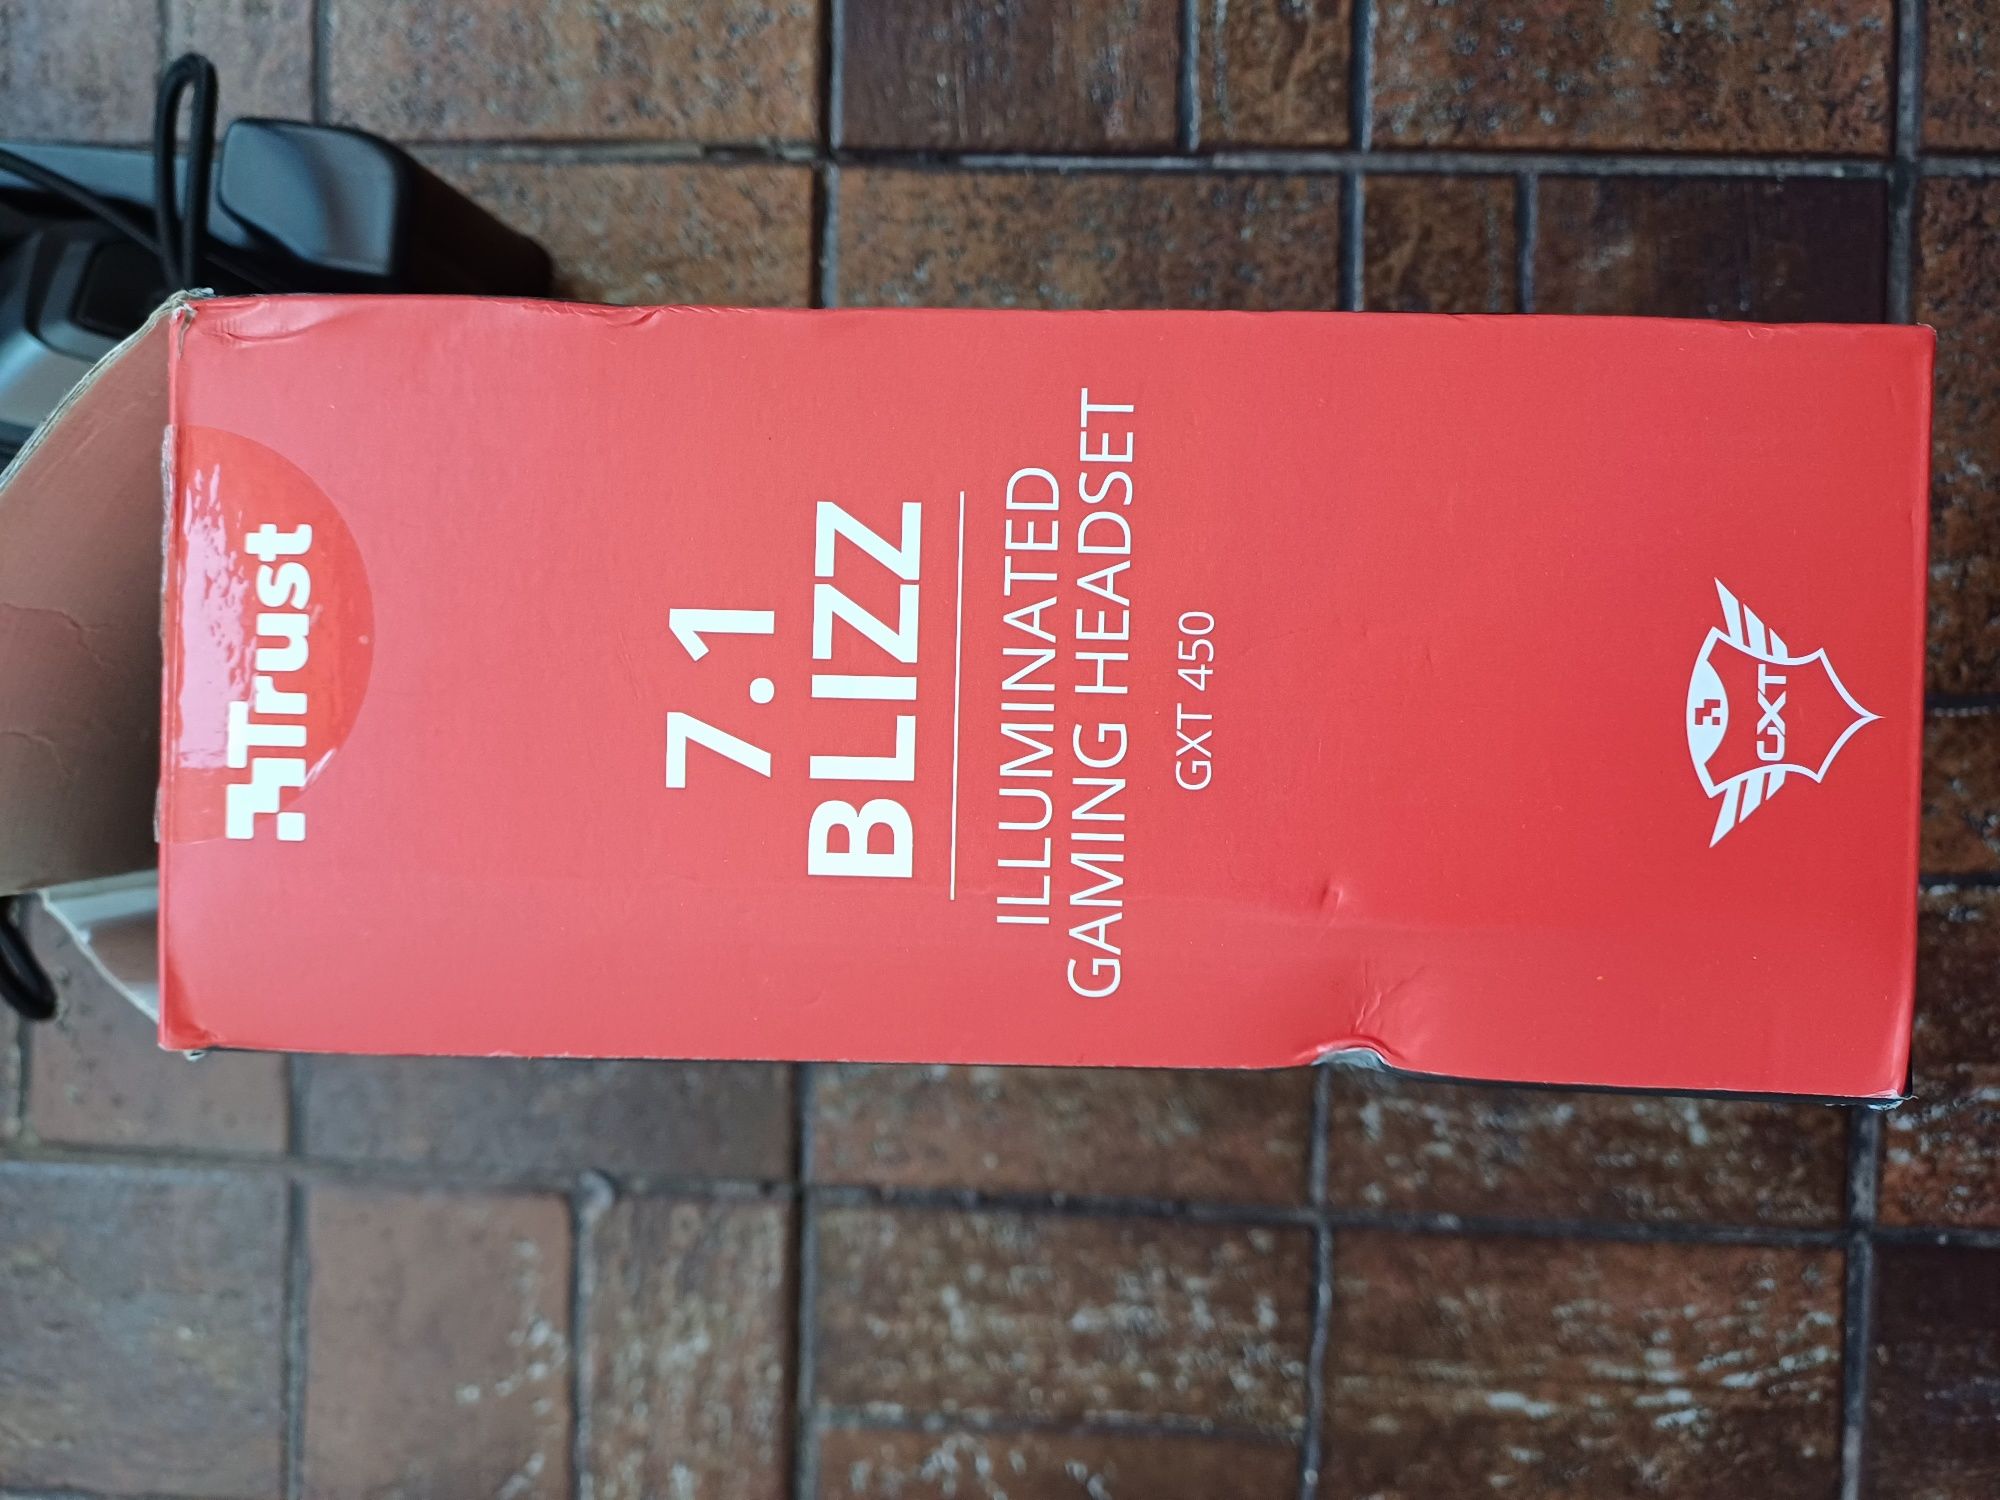 Trust
7.1
BLIZZ
ILLUMINATED
GAMING HEADSET
GXT 450
GXT